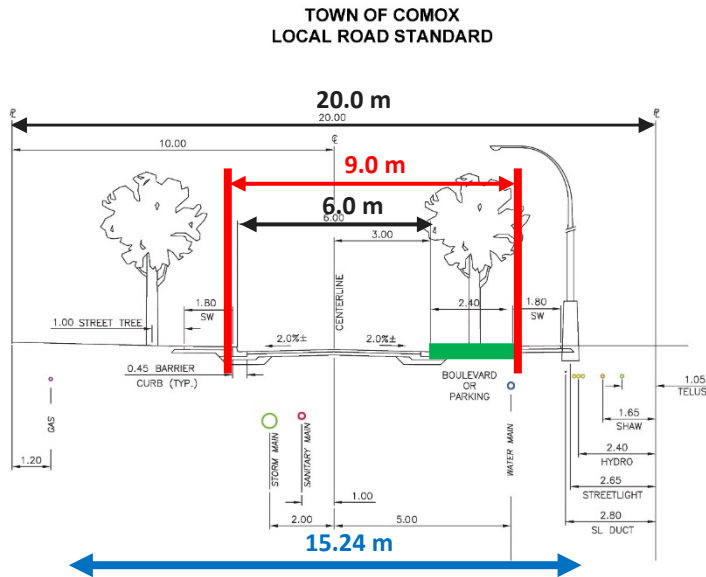 TOWN OF COMOX
LOCAL ROAD STANDARD
20.0 m
20.00
10.00
9.0 m
6.0 m
6.00
3.00
CENTERLINE
1.80
SW
2.40
1.80
SW
1.00 STREET TREE
2.0%±
2.0%±
0.45 BARRIER
CURB (TYP.)
BOULEVARD
OR
PARKING
1.05
TELUS
GAS
1.65
SHAW
1.20
STORM MAIN
SANITARY MAIN
WATER MAIN
2.40
HYDRO
1.00
2.65
STREETLIGHT
2.00
5.00
2.80
SL DUCT
15.24 m